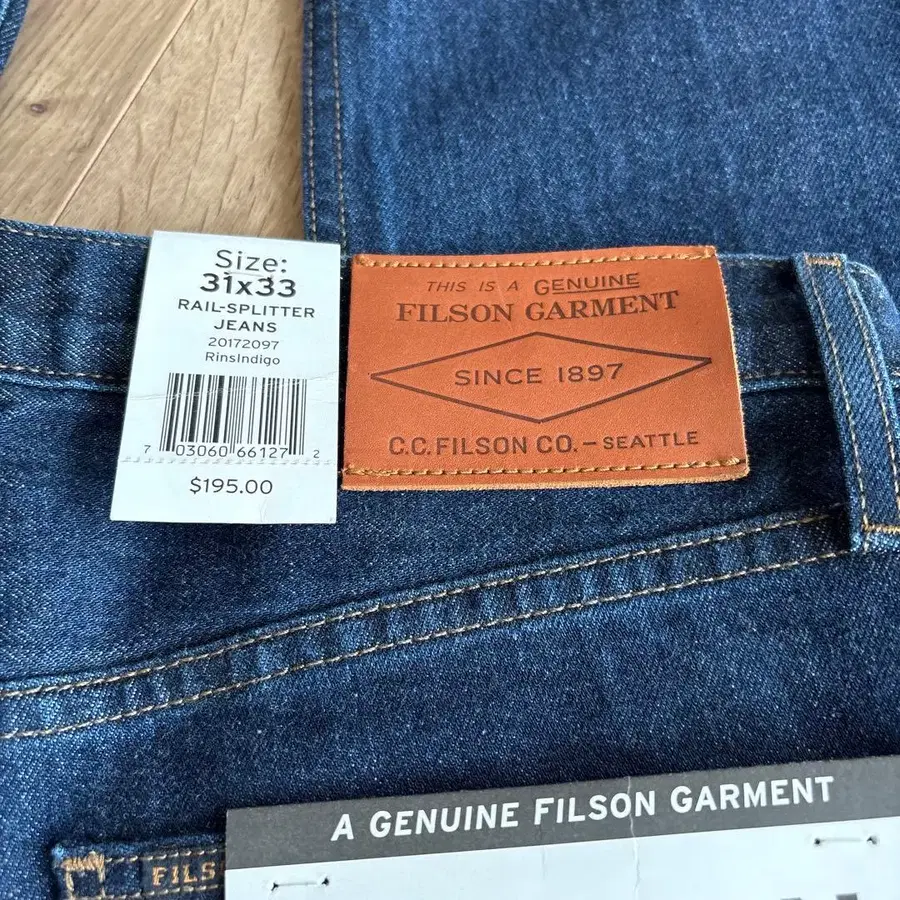 Size:
31x33
RAIL-SPLITTER
JEANS
20172097
RinsIndigo
7 03060 66127 2
$195.00
THIS IS A GENUINE
FILSON GARMENT
SINCE 1897
C.C. FILSON CO. – SEATTLE
A GENUINE FILSON GARMENT
FILS